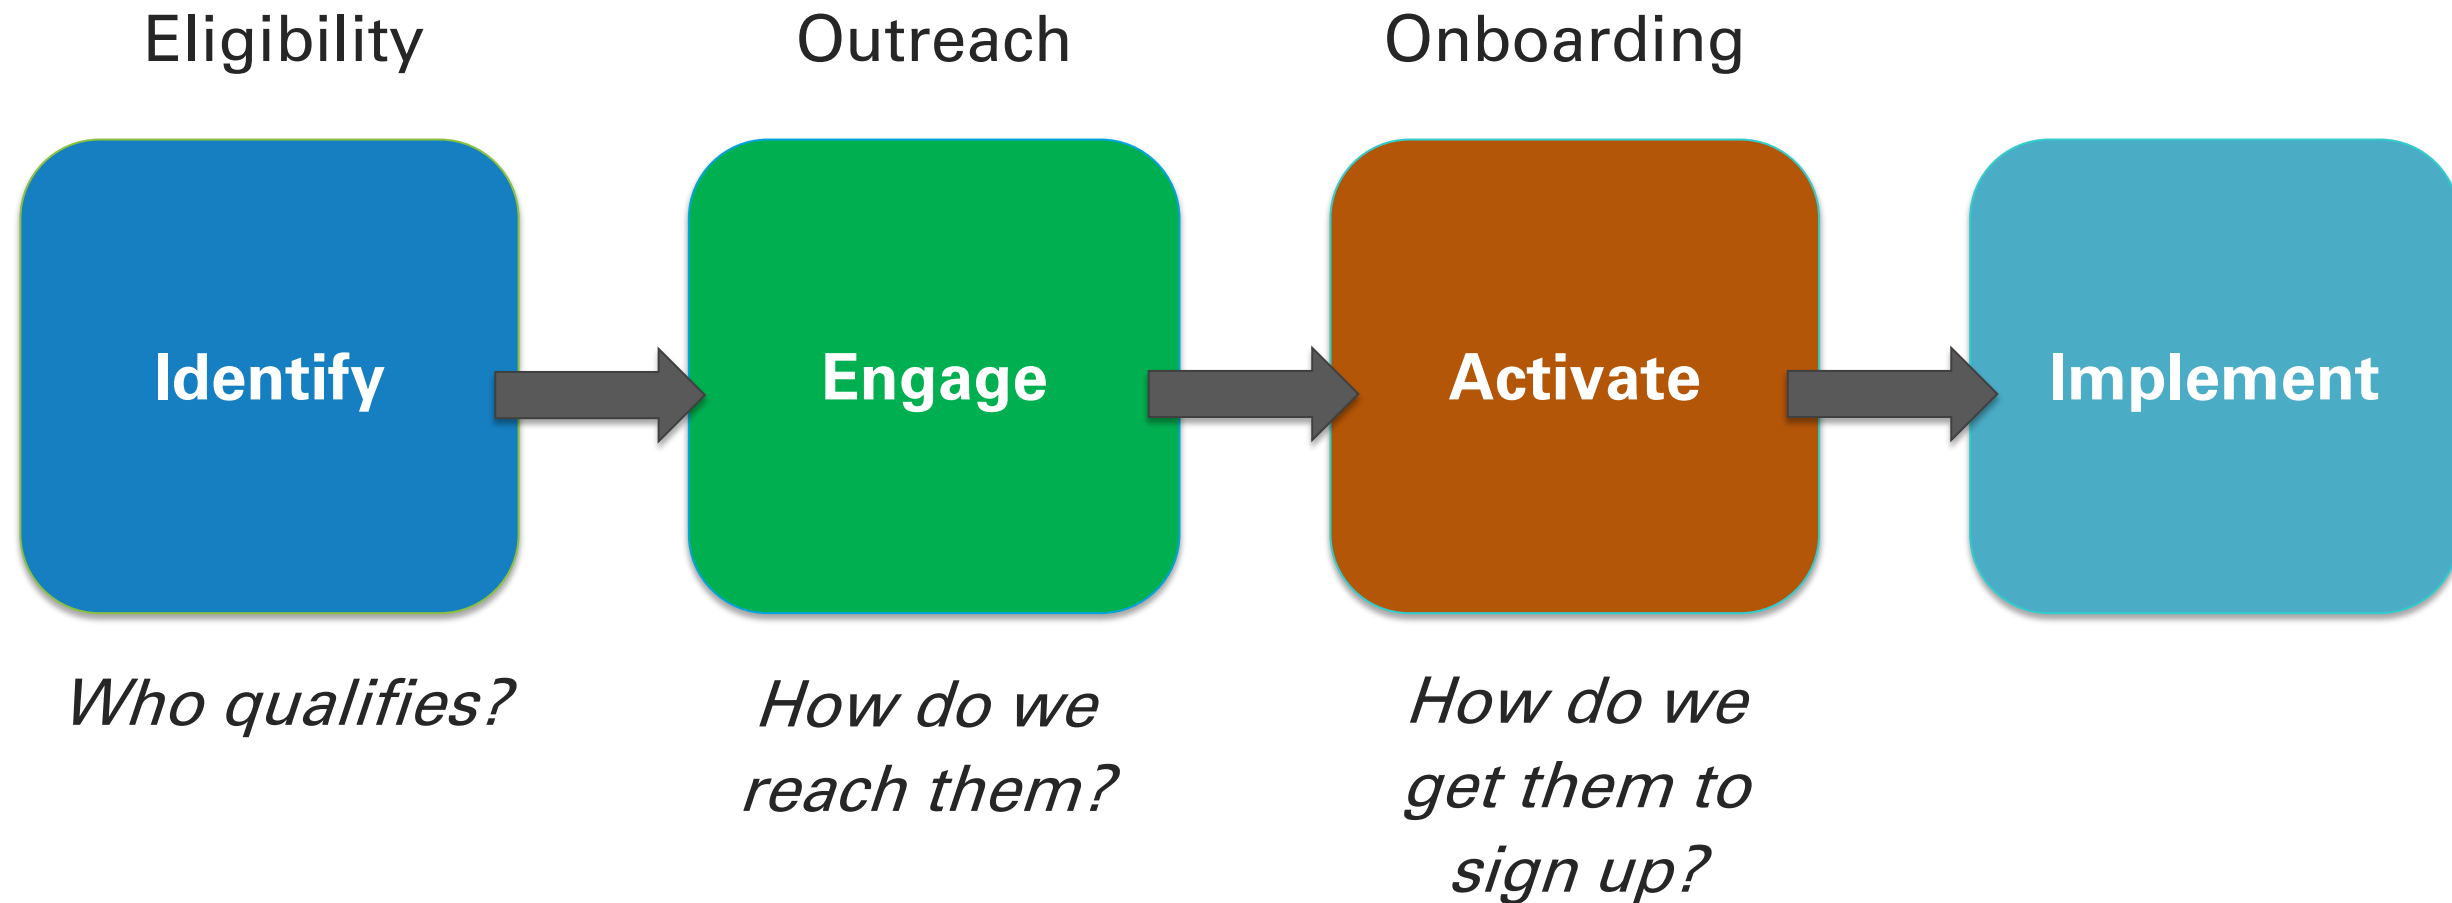 Eligibility
Outreach
Onboarding
Identify
Engage
Activate
Implement
Who qualifies?
How do we
reach them?
How do we
get them to
sign up?